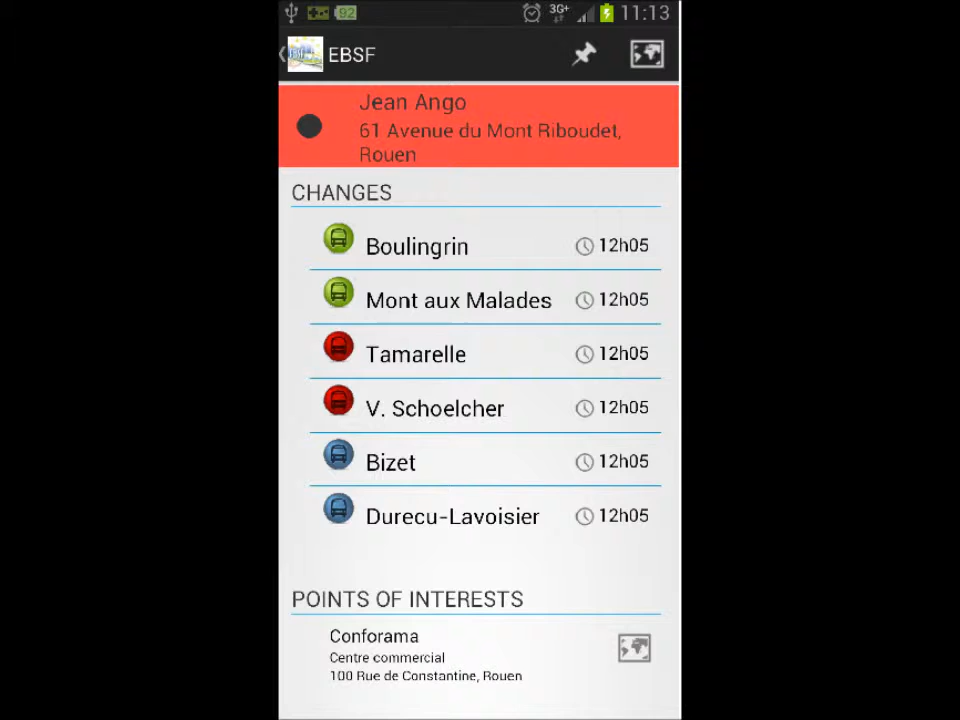 92 3G+ 11:13
EBSF
Jean Ango
61 Avenue du Mont Riboudet,
Rouen
CHANGES
Boulingrin 12h05
Mont aux Malades 12h05
Tamarelle 12h05
V. Schoelcher 12h05
Bizet 12h05
Durecu-Lavoisier 12h05
POINTS OF INTERESTS
Conforama
Centre commercial
100 Rue de Constantine, Rouen